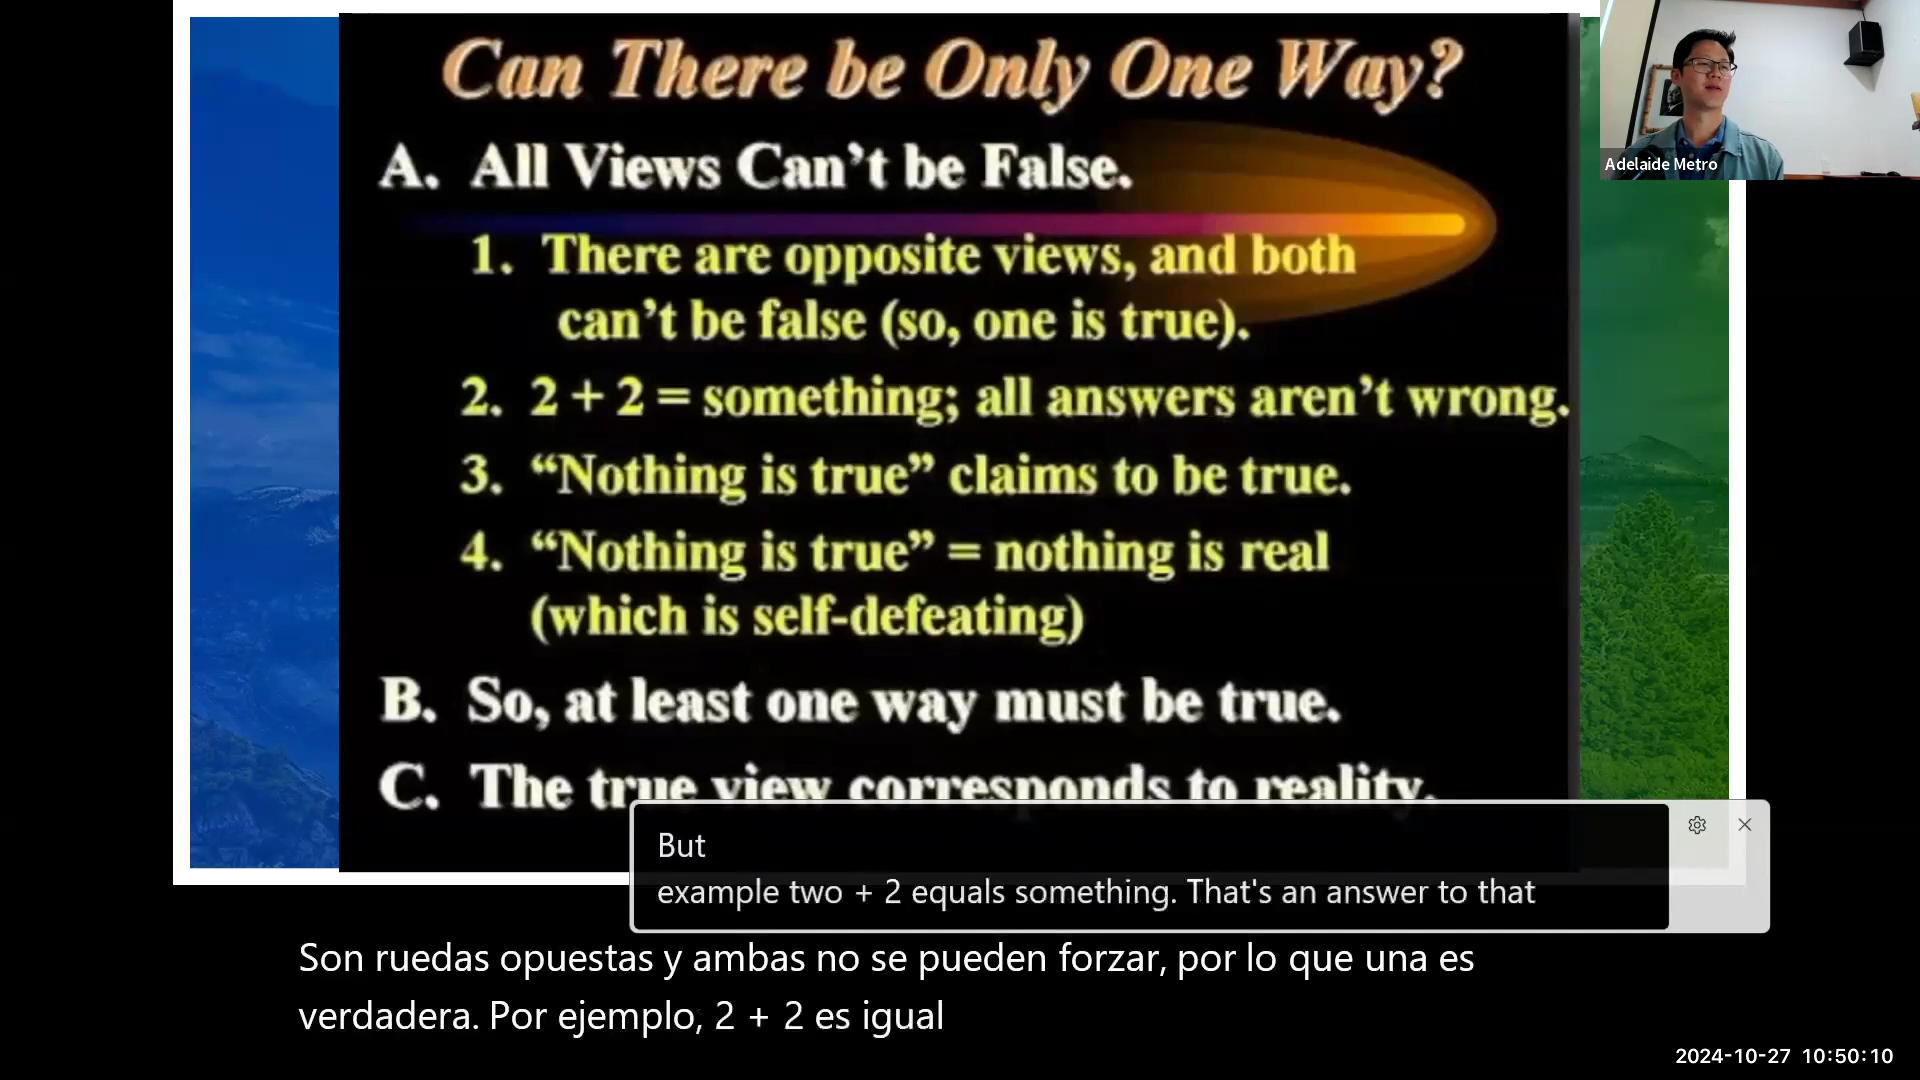 Can There be Only One Way?
A. All Views Can't be False.
1. There are opposite views, and both
can't be false (so, one is true).
2. 2 + 2 = something; all answers aren't wrong.
3. “Nothing is true” claims to be true.
4. “Nothing is true” = nothing is real
(which is self-defeating)
B. So, at least one way must be true.
C. The true view corresponds to reality.
Adelaide Metro
But
example two + 2 equals something. That's an answer to that
Son ruedas opuestas y ambas no se pueden forzar, por lo que una es
verdadera. Por ejemplo, 2 + 2 es igual
2024-10-27 10:50:10